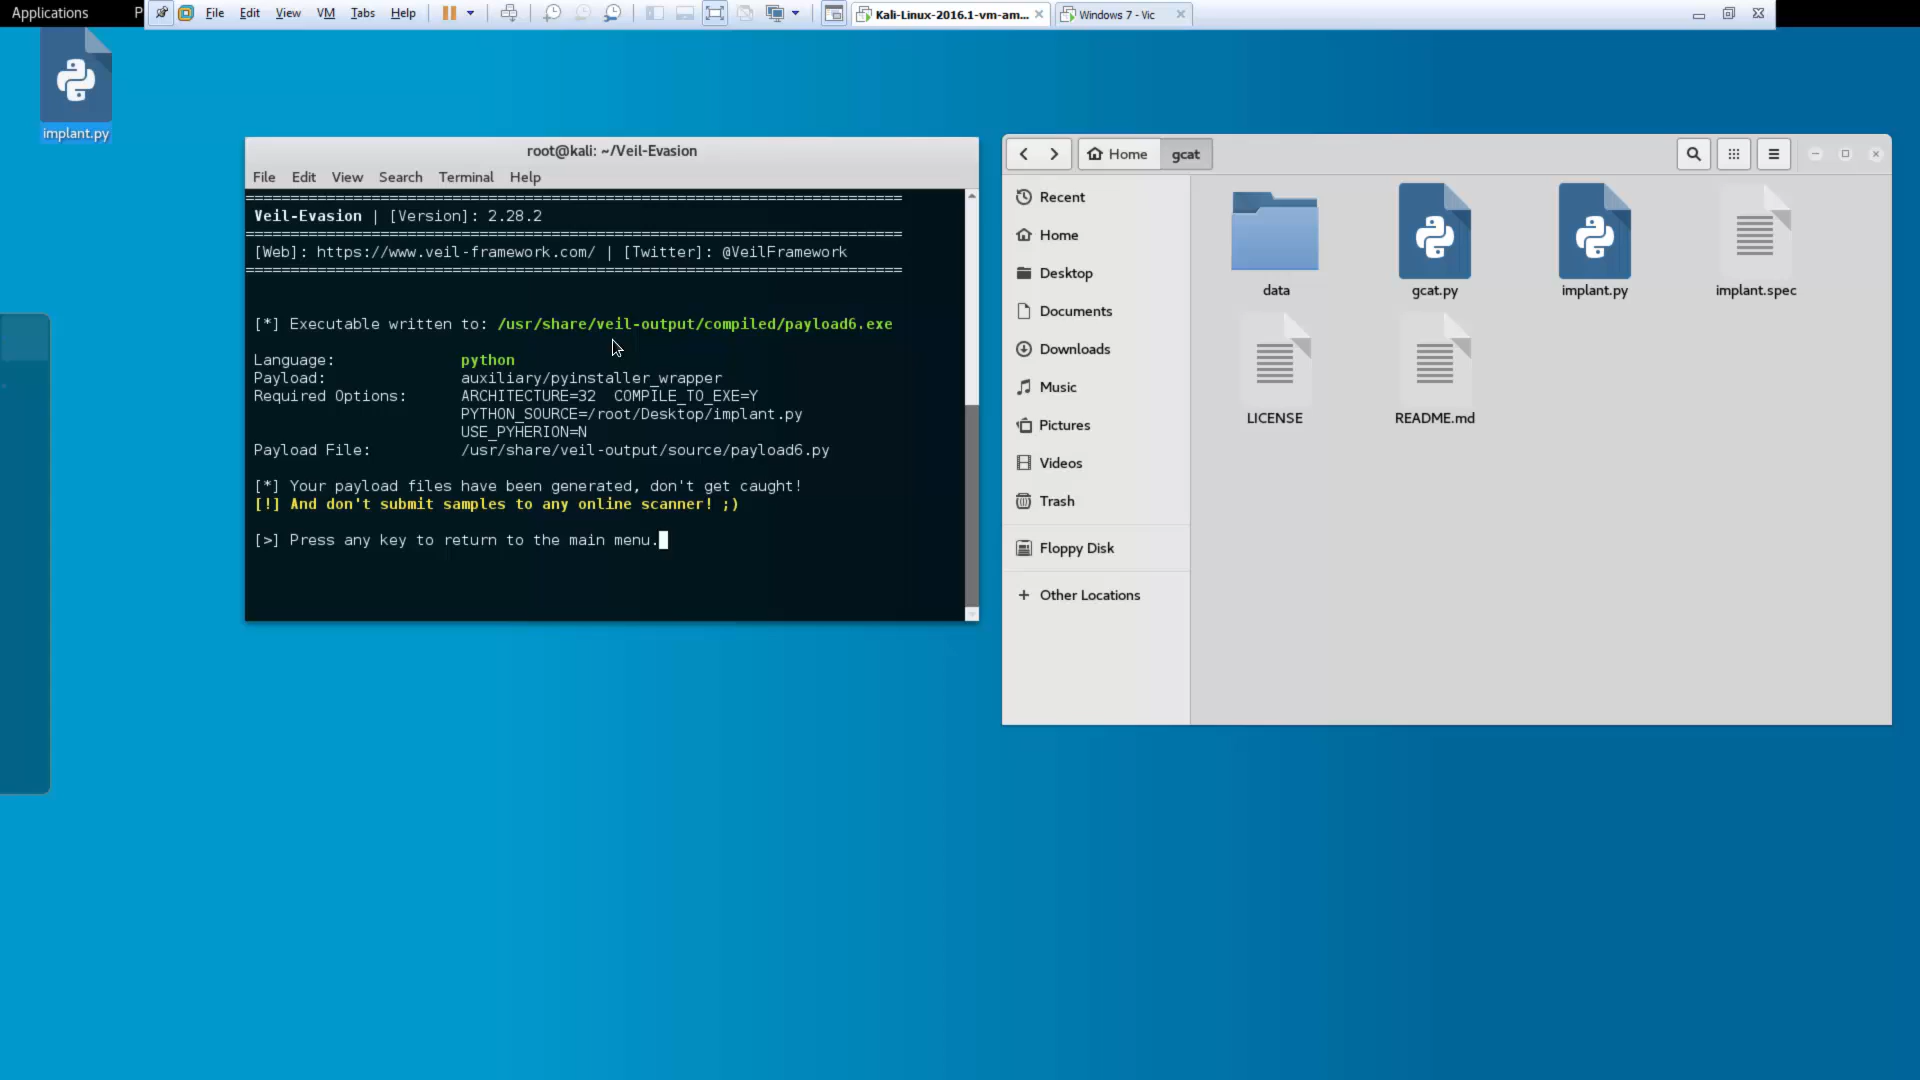 Applications
P
File Edit View VM Tabs Help
Kali-Linux-2016.1-vm-am...
Windows 7 - Vic
implant.py
root@kali: ~/Veil-Evasion
File Edit View Search Terminal Help
=========================================================================
Veil-Evasion | [Version]: 2.28.2
=========================================================================
[Web]: https://www.veil-framework.com/ | [Twitter]: @VeilFramework
=========================================================================
[*] Executable written to: /usr/share/veil-output/compiled/payload6.exe
Language: python
Payload: auxiliary/pyinstaller_wrapper
Required Options: ARCHITECTURE=32 COMPILE_TO_EXE=Y
PYTHON_SOURCE=/root/Desktop/implant.py
USE_PYHERION=N
Payload File: /usr/share/veil-output/source/payload6.py
[*] Your payload files have been generated, don't get caught!
[!] And don't submit samples to any online scanner! ;)
[>] Press any key to return to the main menu.
Home gcat
Recent
Home
Desktop
Documents
Downloads
Music
Pictures
Videos
Trash
Floppy Disk
+ Other Locations
data
gcat.py
implant.py
implant.spec
LICENSE
README.md